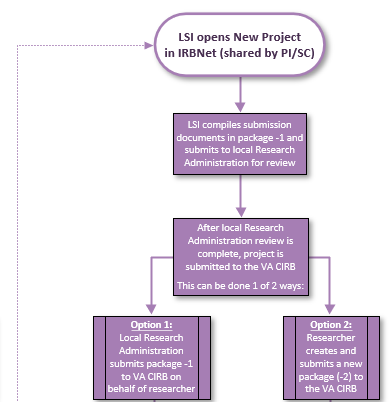 LSI opens New Project
in IRBNet (shared by PI/SC)
LSI compiles submission
documents in package -1 and
submits to local Research
Administration for review
After local Research
Administration review is
complete, project is
submitted to the VA CIRB
This can be done 1 of 2 ways:
Option 1:
Local Research
Administration
submits package -1
to VA CIRB on
behalf of researcher
Option 2:
Researcher
creates and
submits a new
package (-2) to
the VA CIRB